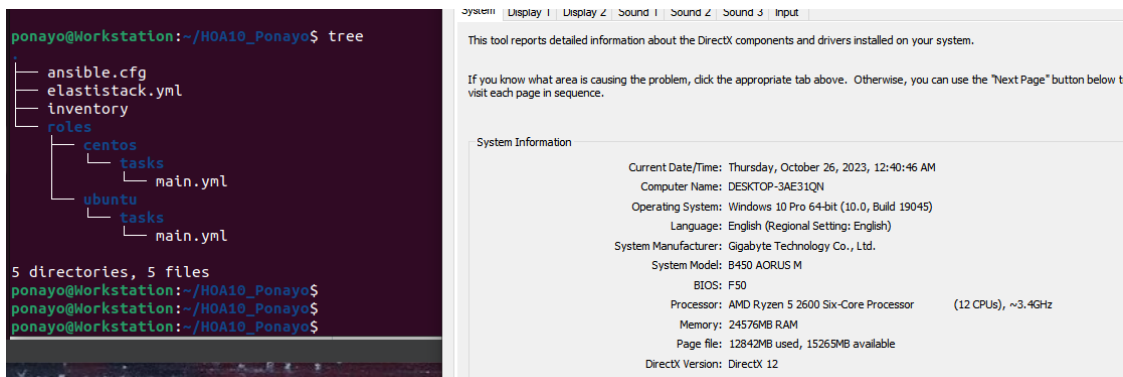 ponayo@Workstation:~/HOA10_Ponayo$ tree
.
├── ansible.cfg
├── elastistack.yml
├── inventory
└── roles
    ├── centos
    │   └── tasks
    │       └── main.yml
    └── ubuntu
        └── tasks
            └── main.yml
5 directories, 5 files
ponayo@Workstation:~/HOA10_Ponayo$
ponayo@Workstation:~/HOA10_Ponayo$
ponayo@Workstation:~/HOA10_Ponayo$
System Display 1 Display 2 Sound 1 Sound 2 Sound 3 Input
This tool reports detailed information about the DirectX components and drivers installed on your system.
If you know what area is causing the problem, click the appropriate tab above. Otherwise, you can use the "Next Page" button below t
visit each page in sequence.
System Information
Current Date/Time: Thursday, October 26, 2023, 12:40:46 AM
Computer Name: DESKTOP-3AE31QN
Operating System: Windows 10 Pro 64-bit (10.0, Build 19045)
Language: English (Regional Setting: English)
System Manufacturer: Gigabyte Technology Co., Ltd.
System Model: B450 AORUS M
BIOS: F50
Processor: AMD Ryzen 5 2600 Six-Core Processor (12 CPUs), ~3.4GHz
Memory: 24576MB RAM
Page file: 12842MB used, 15265MB available
DirectX Version: DirectX 12